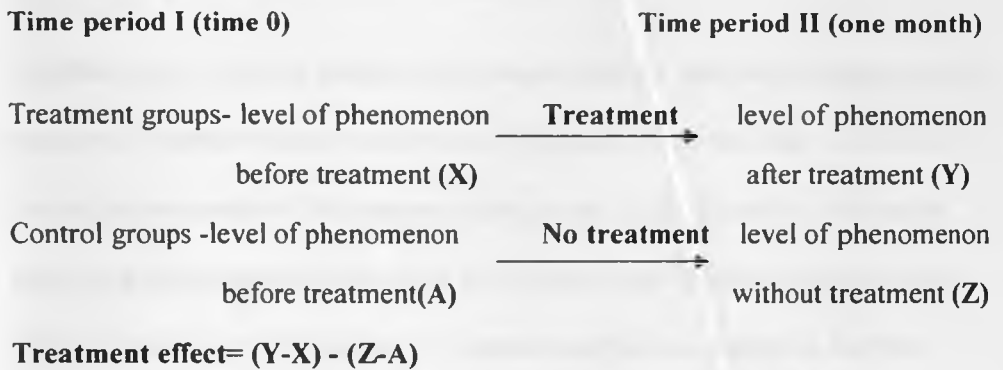 Time period I (time 0) Time period II (one month)
Treatment groups- level of phenomenon Treatment level of phenomenon
before treatment (X) after treatment (Y)
Control groups -level of phenomenon No treatment level of phenomenon
before treatment(A) without treatment (Z)
Treatment effect= (Y-X) - (Z-A)